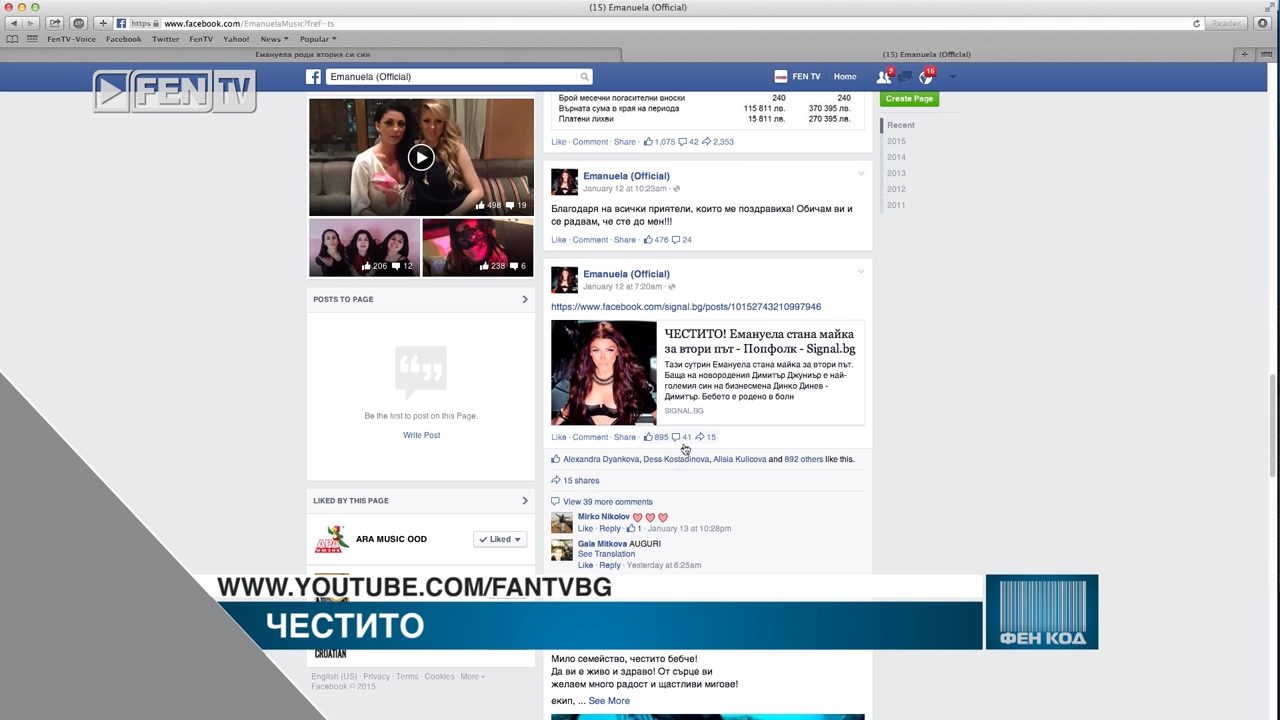 (15) Emanuela (Official)
https www.facebook.com/EmanuelaMusic?fref=ts
Reader
FenTV-Voice Facebook Twitter FenTV Yahoo! News Popular
Емануела роди втория си син
(15) Emanuela (Official)
FEN TV
Emanuela (Official)
FEN TV Home
2
15
Create Page
Recent
2015
2014
2013
2012
2011
498 19
206 12
238 6
POSTS TO PAGE
Be the first to post on this Page.
Write Post
LIKED BY THIS PAGE
ARA MUSIC OOD
Liked
English (US) · Privacy · Terms · Cookies · More
Facebook © 2015
Брой месечни погасителни вноски 240 240
Върната сума в края на периода 115 811 лв. 370 395 лв.
Платени лихви 15 811 лв. 270 395 лв.
Like · Comment · Share · 1,075 42 2,353
Emanuela (Official)
January 12 at 10:23am ·
Благодаря на всички приятели, които ме поздравиха! Обичам ви и
се радвам, че сте до мен!!!
Like · Comment · Share · 476 24
Emanuela (Official)
January 12 at 7:20am ·
https://www.facebook.com/signal.bg/posts/10152743210997946
ЧЕСТИТО! Емануела стана майка
за втори път - Попфолк - Signal.bg
Тази сутрин Емануела стана майка за втори път.
Баща на новородения Димитър Джуниър е най-
големия син на бизнесмена Динко Динев -
Димитър. Бебето е родено в болн
SIGNAL.BG
Like · Comment · Share · 895 41 15
Alexandra Dyankova, Dess Kostadinova, Alisia Kulicova and 892 others like this.
15 shares
View 39 more comments
Mirko Nikolov
Like · Reply · 1 · January 13 at 10:28pm
Gala Mitkova AUGURI
See Translation
Like · Reply · Yesterday at 6:25am
WWW.YOUTUBE.COM/FANTVBG
ЧЕСТИТО
ФЕН КОД
CROATIAN
Мило семейство, честито бебче!
Да ви е живо и здраво! От сърце ви
желаем много радост и щастливи мигове!
екип, ... See More